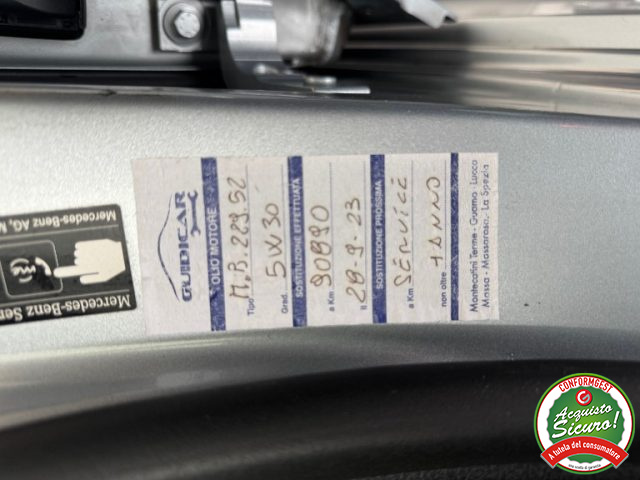 GUIDICAR
OLIO MOTORE
Tipo M.B. 229.52
Grad. 5W30
SOSTITUZIONE EFFETTUATA
a Km 90890
il 28-9-23
SOSTITUZIONE PROSSIMA
a Km SERVICE
non oltre 1 ANNO
Montecatini Terme - Guamo - Lucca
Massa - Massarosa - La Spezia
Mercedes-Benz Ser
Mercedes-Benz AG,
CONFORMGEST
Acquisto
Sicuro!
A tutela del consumatore